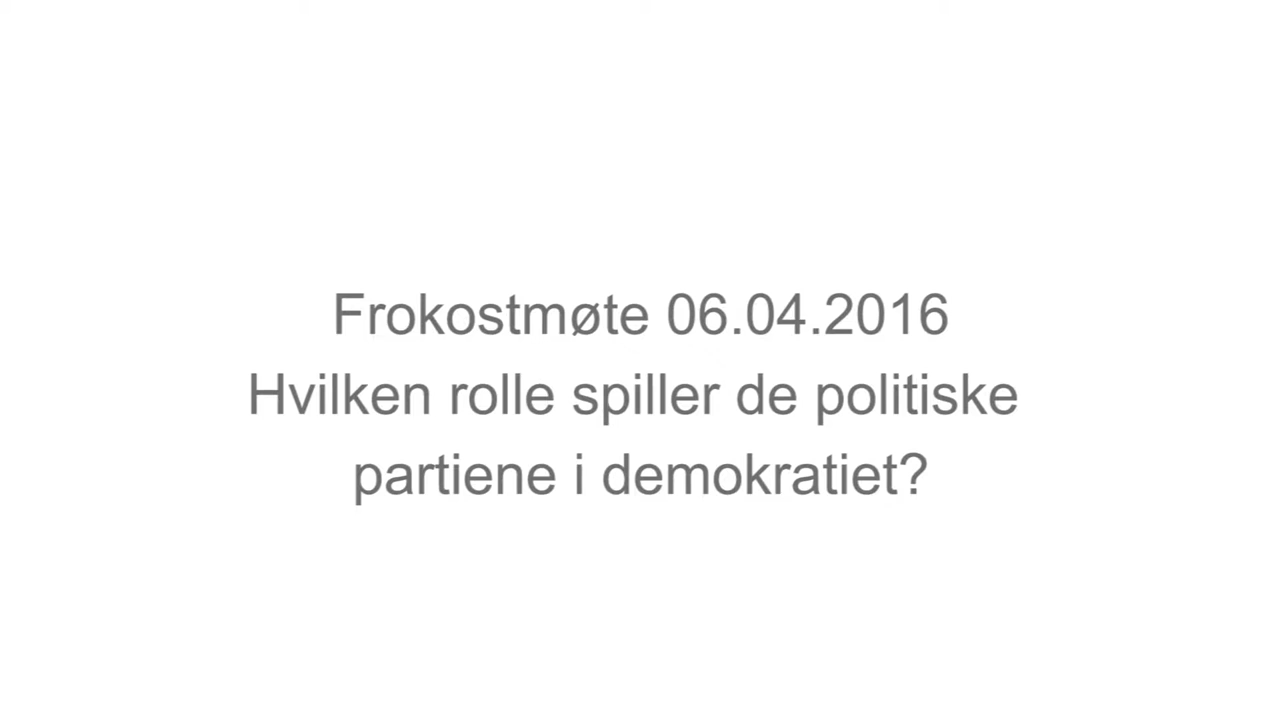 Frokostmøte 06.04.2016
Hvilken rolle spiller de politiske
partiene i demokratiet?